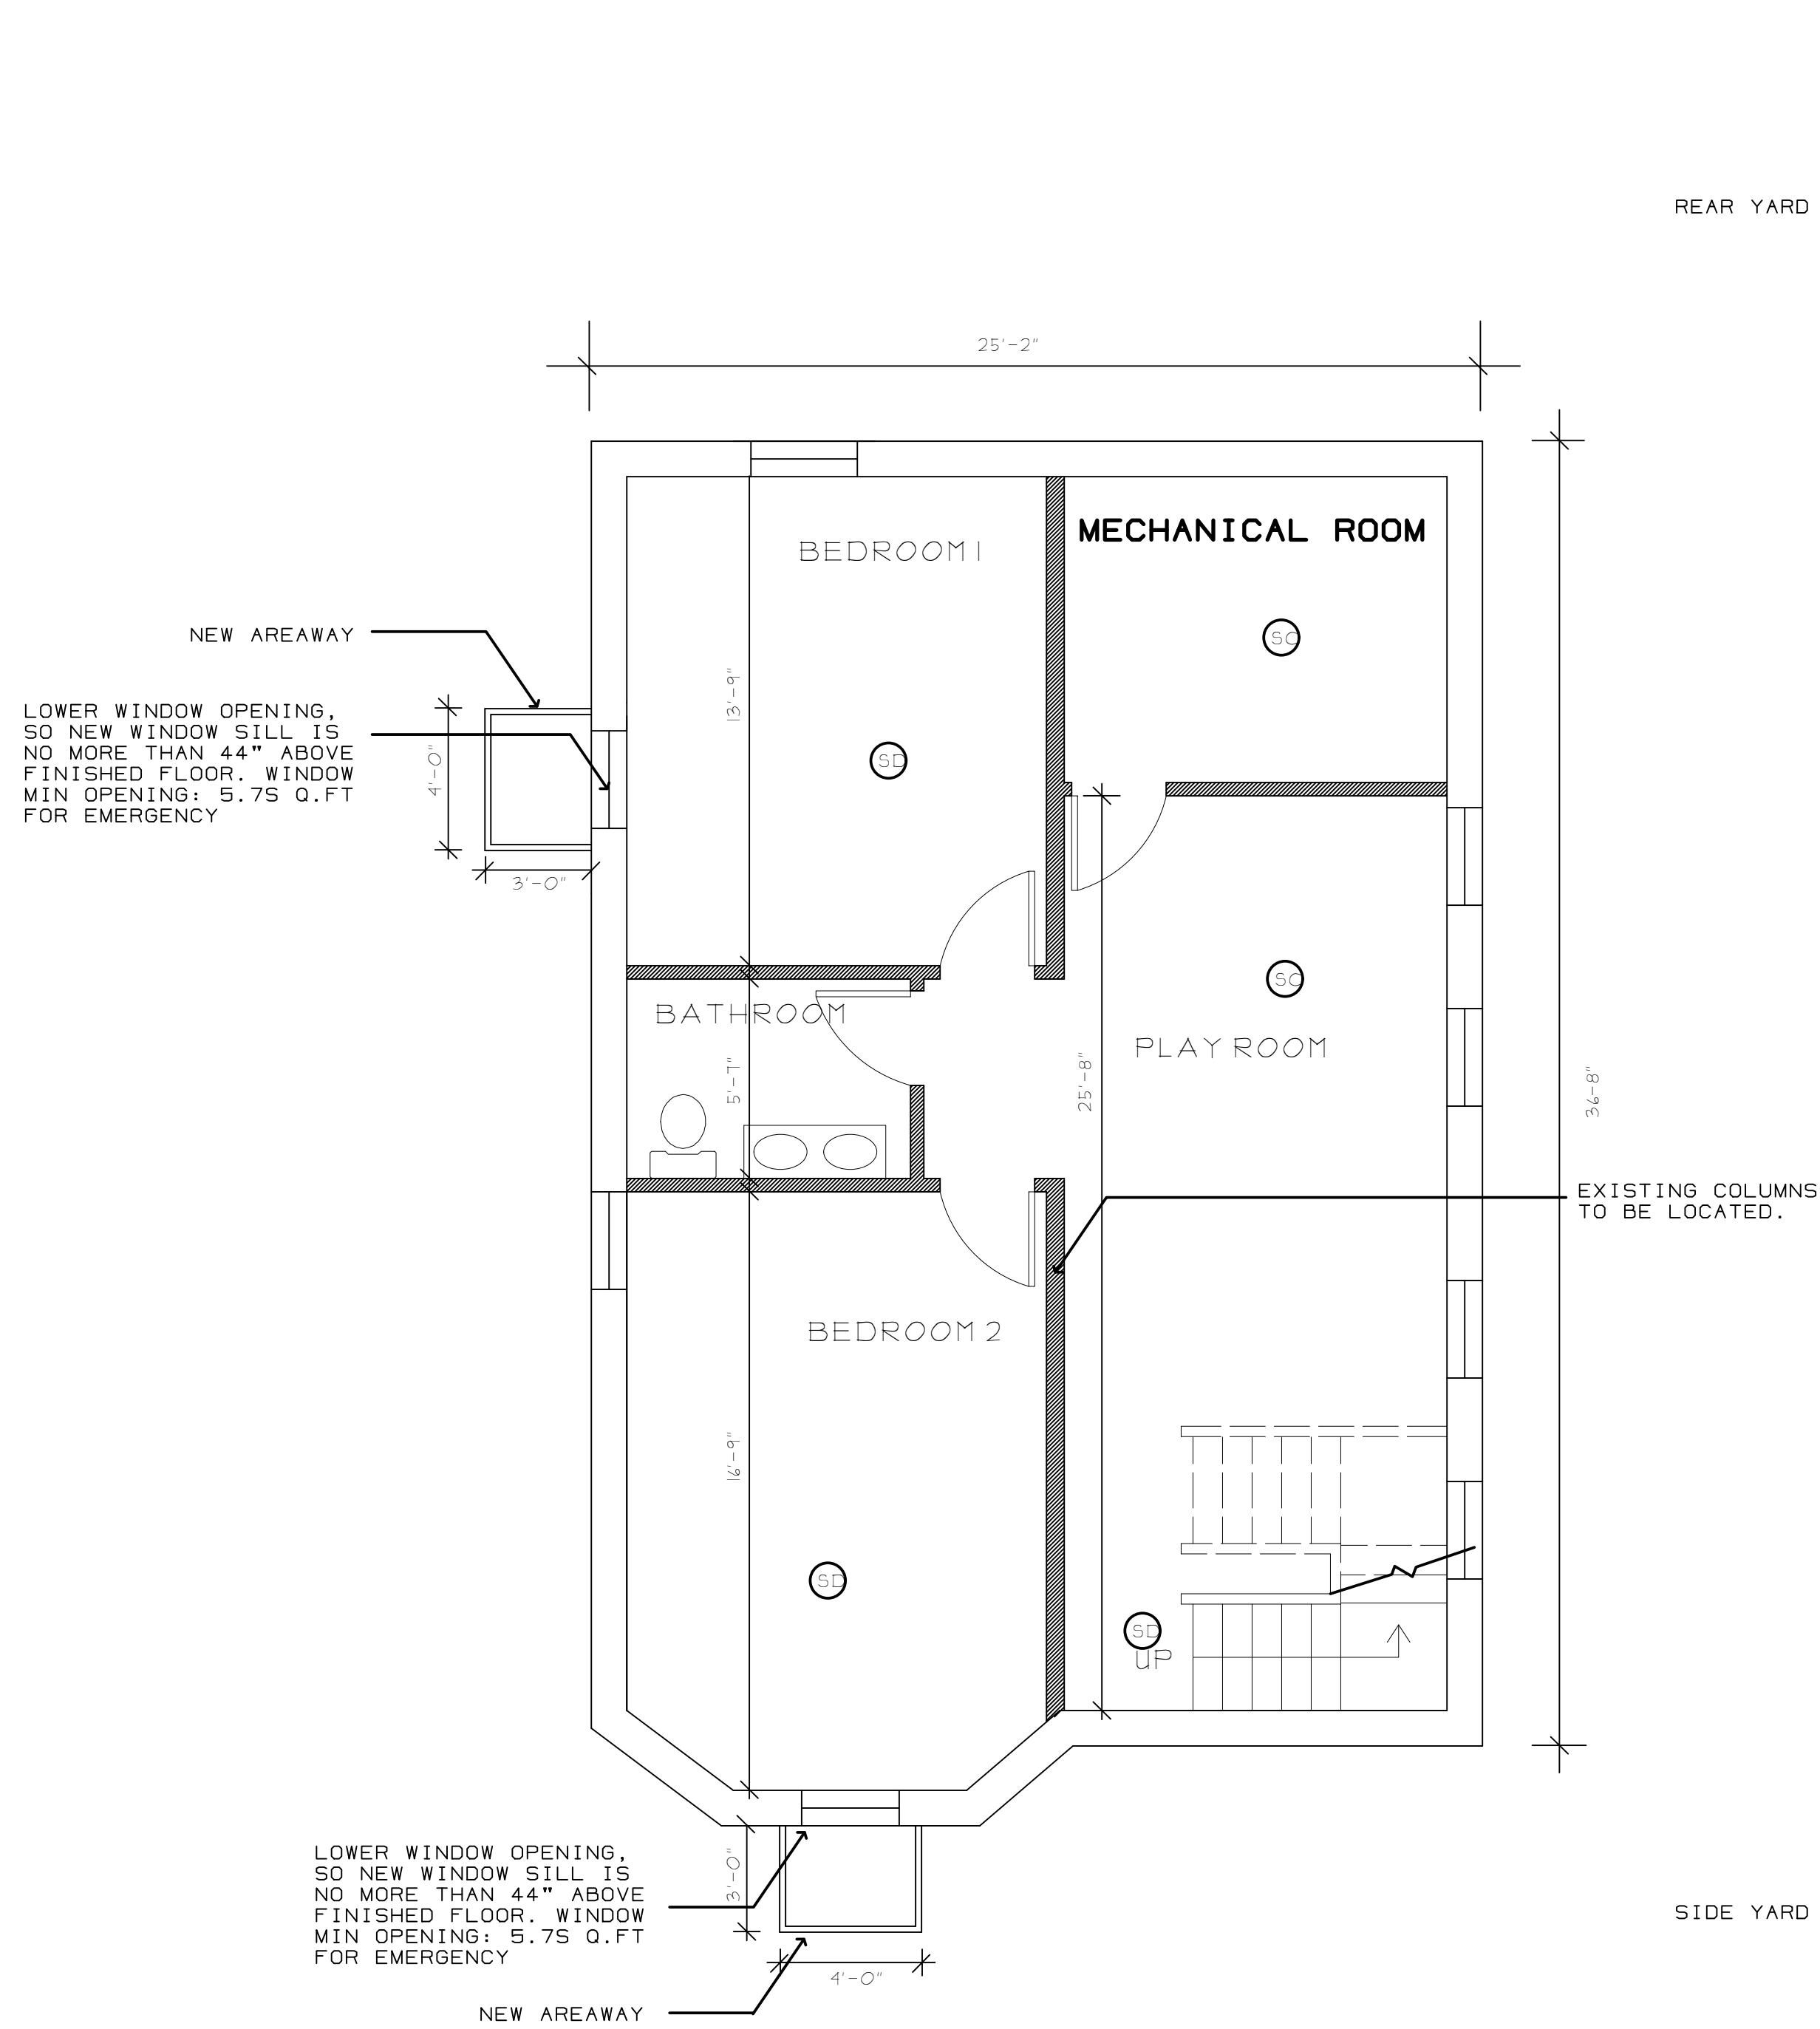 REAR YARD
25'-2"
MECHANICAL ROOM
BEDROOM 1
NEW AREAWAY
SC
13'-9"
LOWER WINDOW OPENING,
SO NEW WINDOW SILL IS
NO MORE THAN 44" ABOVE
FINISHED FLOOR. WINDOW
MIN OPENING: 5.7S Q.FT
FOR EMERGENCY
4'-0"
SD
3'-0"
SC
BATHROOM
PLAY ROOM
5'-7"
25'-8"
36-8"
EXISTING COLUMNS
TO BE LOCATED.
BEDROOM 2
16'-9"
SD
SD
UP
LOWER WINDOW OPENING,
SO NEW WINDOW SILL IS
NO MORE THAN 44" ABOVE
FINISHED FLOOR. WINDOW
MIN OPENING: 5.7S Q.FT
FOR EMERGENCY
3'-0"
SIDE YARD
4'-0"
NEW AREAWAY